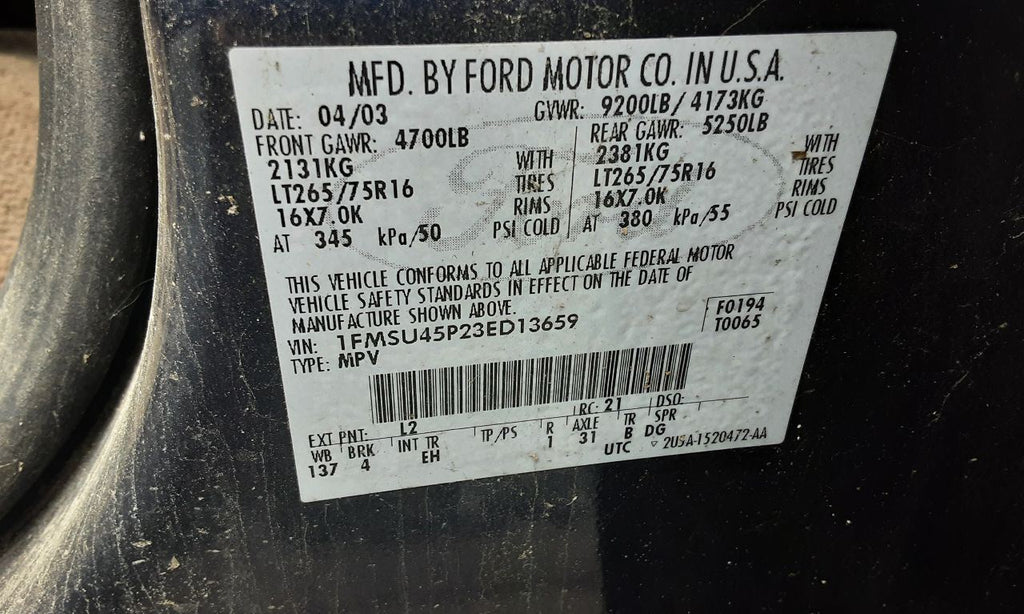 MFD. BY FORD MOTOR CO. IN U.S.A.
DATE: 04/03 GVWR: 9200LB/ 4173KG
FRONT GAWR: 4700LB REAR GAWR: 5250LB
2131KG WITH 2381KG WITH
LT265/75R16 TIRES LT265/75R16 TIRES
16X7.0K RIMS 16X7.0K RIMS
AT 345 kPa/50 PSI COLD AT 380 kPa/55 PSI COLD
THIS VEHICLE CONFORMS TO ALL APPLICABLE FEDERAL MOTOR
VEHICLE SAFETY STANDARDS IN EFFECT ON THE DATE OF
MANUFACTURE SHOWN ABOVE.
F0194
VIN: 1FMSU45P23ED13659 T0065
TYPE: MPV
EXT PNT: L2 RC: 21 DSO:
WB BRK INT TR TP/PS R AXLE TR SPR
137 4 EH 1 31 B DG
UTC 2USA-1520472-AA
Ford